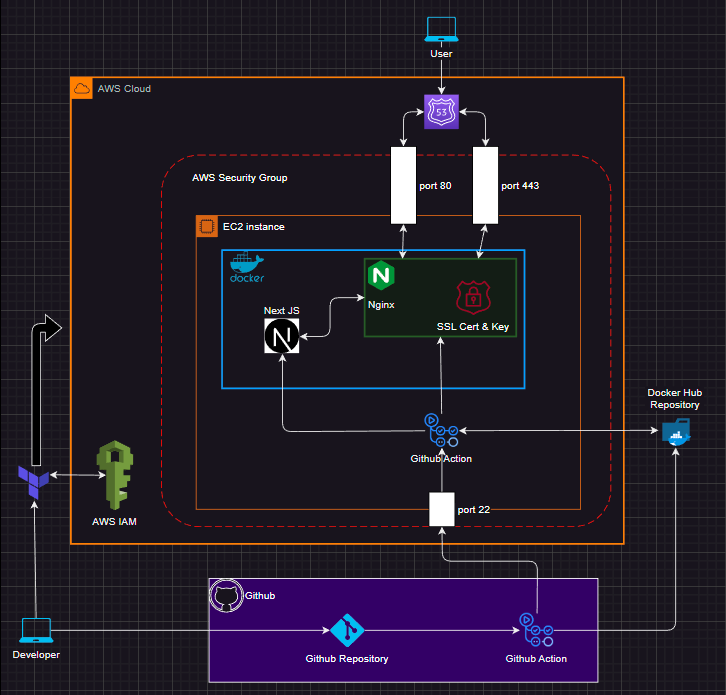 User
AWS Cloud
53
AWS Security Group
port 80
port 443
EC2 instance
docker
N
Nginx
Next JS
N
SSL Cert & Key
Docker Hub
Repository
Github Action
AWS IAM
port 22
Github
Developer
Github Repository
Github Action